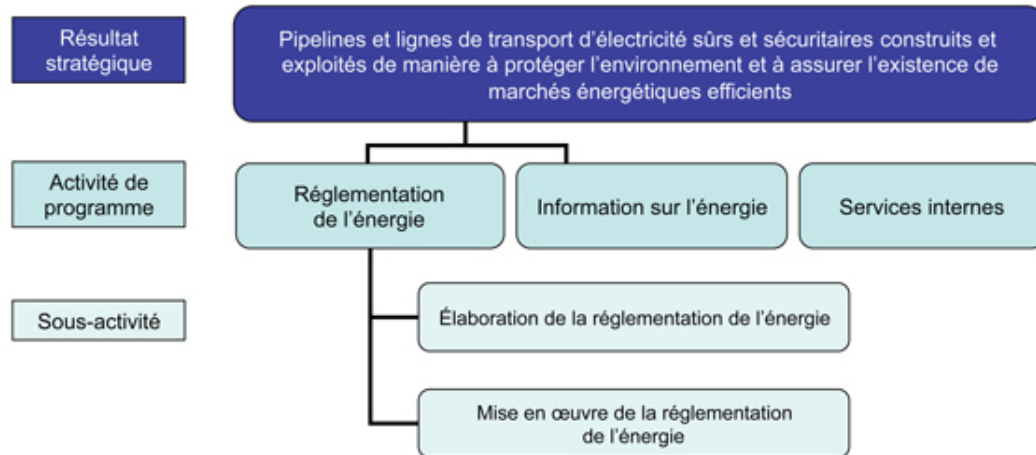 Résultat
stratégique
Pipelines et lignes de transport d’électricité sûrs et sécuritaires construits et
exploités de manière à protéger l’environnement et à assurer l’existence de
marchés énergétiques efficients
Activité de
programme
Réglementation
de l’énergie
Information sur l’énergie
Services internes
Sous-activité
Élaboration de la réglementation de l’énergie
Mise en œuvre de la réglementation
de l’énergie